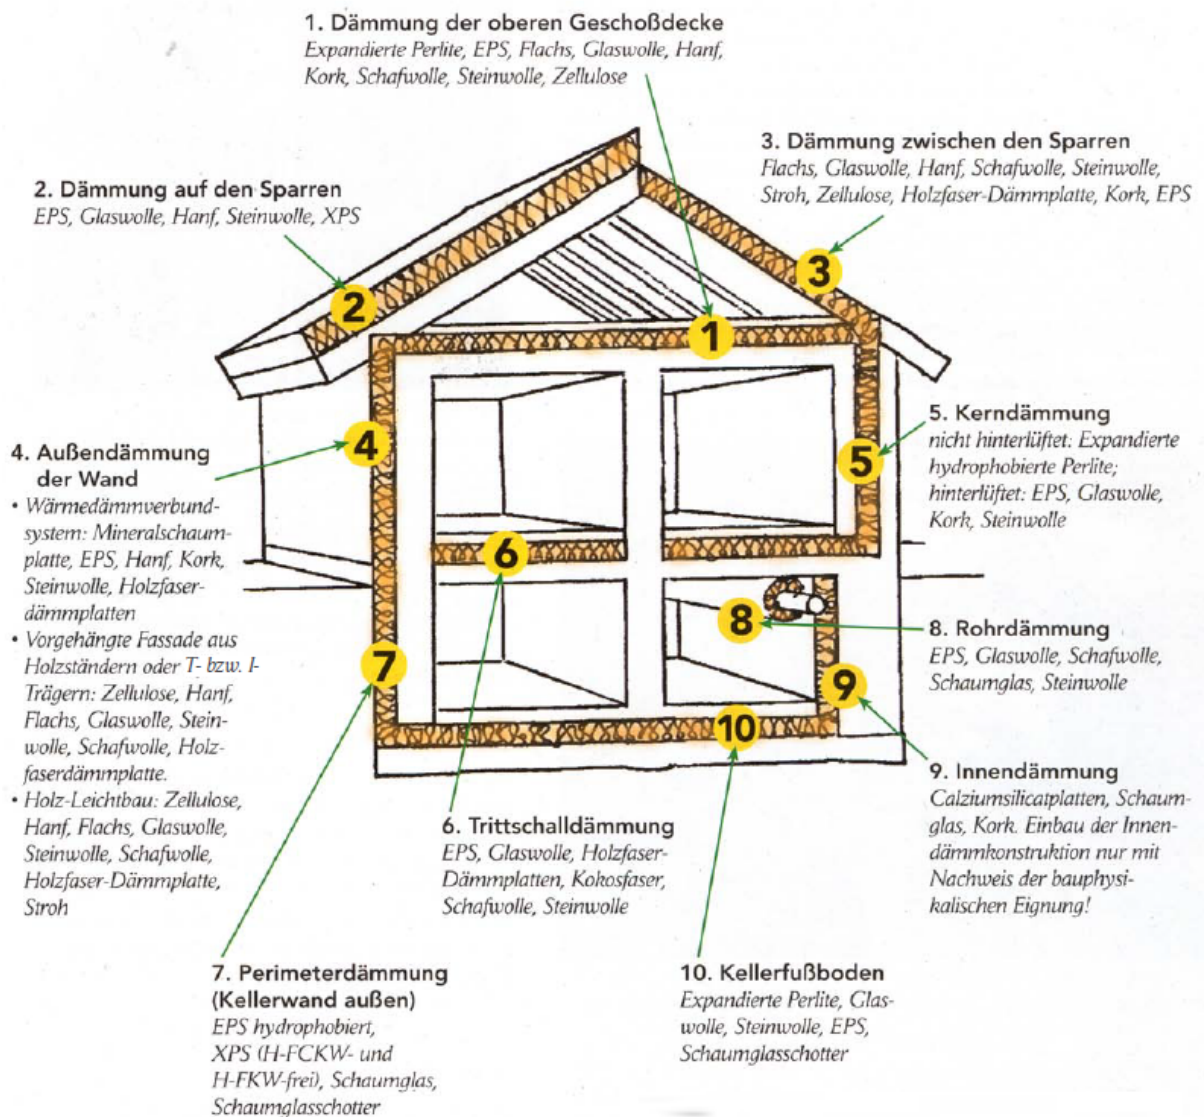 1. Dämmung der oberen Geschoßdecke
Expandierte Perlite, EPS, Flachs, Glaswolle, Hanf,
Kork, Schafwolle, Steinwolle, Zellulose
3. Dämmung zwischen den Sparren
Flachs, Glaswolle, Hanf, Schafwolle, Steinwolle,
Stroh, Zellulose, Holzfaser-Dämmplatte, Kork, EPS
2. Dämmung auf den Sparren
EPS, Glaswolle, Hanf, Steinwolle, XPS
3
2
1
4
5
6
8
7
9
10
4. Außendämmung
der Wand
• Wärmedämmverbund-
system: Mineralschaum-
platte, EPS, Hanf, Kork,
Steinwolle, Holzfaser-
dämmplatten
• Vorgehängte Fassade aus
Holzständern oder T- bzw. I-
Trägern: Zellulose, Hanf,
Flachs, Glaswolle, Stein-
wolle, Schafwolle, Holz-
faserdämmplatte.
• Holz-Leichtbau: Zellulose,
Hanf, Flachs, Glaswolle,
Steinwolle, Schafwolle,
Holzfaser-Dämmplatte,
Stroh
5. Kerndämmung
nicht hinterlüftet: Expandierte
hydrophobierte Perlite;
hinterlüftet: EPS, Glaswolle,
Kork, Steinwolle
8. Rohrdämmung
EPS, Glaswolle, Schafwolle,
Schaumglas, Steinwolle
9. Innendämmung
Calziumsilicatplatten, Schaum-
glas, Kork. Einbau der Innen-
dämmkonstruktion nur mit
Nachweis der bauphysi-
kalischen Eignung!
6. Trittschalldämmung
EPS, Glaswolle, Holzfaser-
Dämmplatten, Kokosfaser,
Schafwolle, Steinwolle
7. Perimeterdämmung
(Kellerwand außen)
EPS hydrophobiert,
XPS (H-FCKW- und
H-FKW-frei), Schaumglas,
Schaumglasschotter
10. Kellerfußboden
Expandierte Perlite, Glas-
wolle, Steinwolle, EPS,
Schaumglasschotter